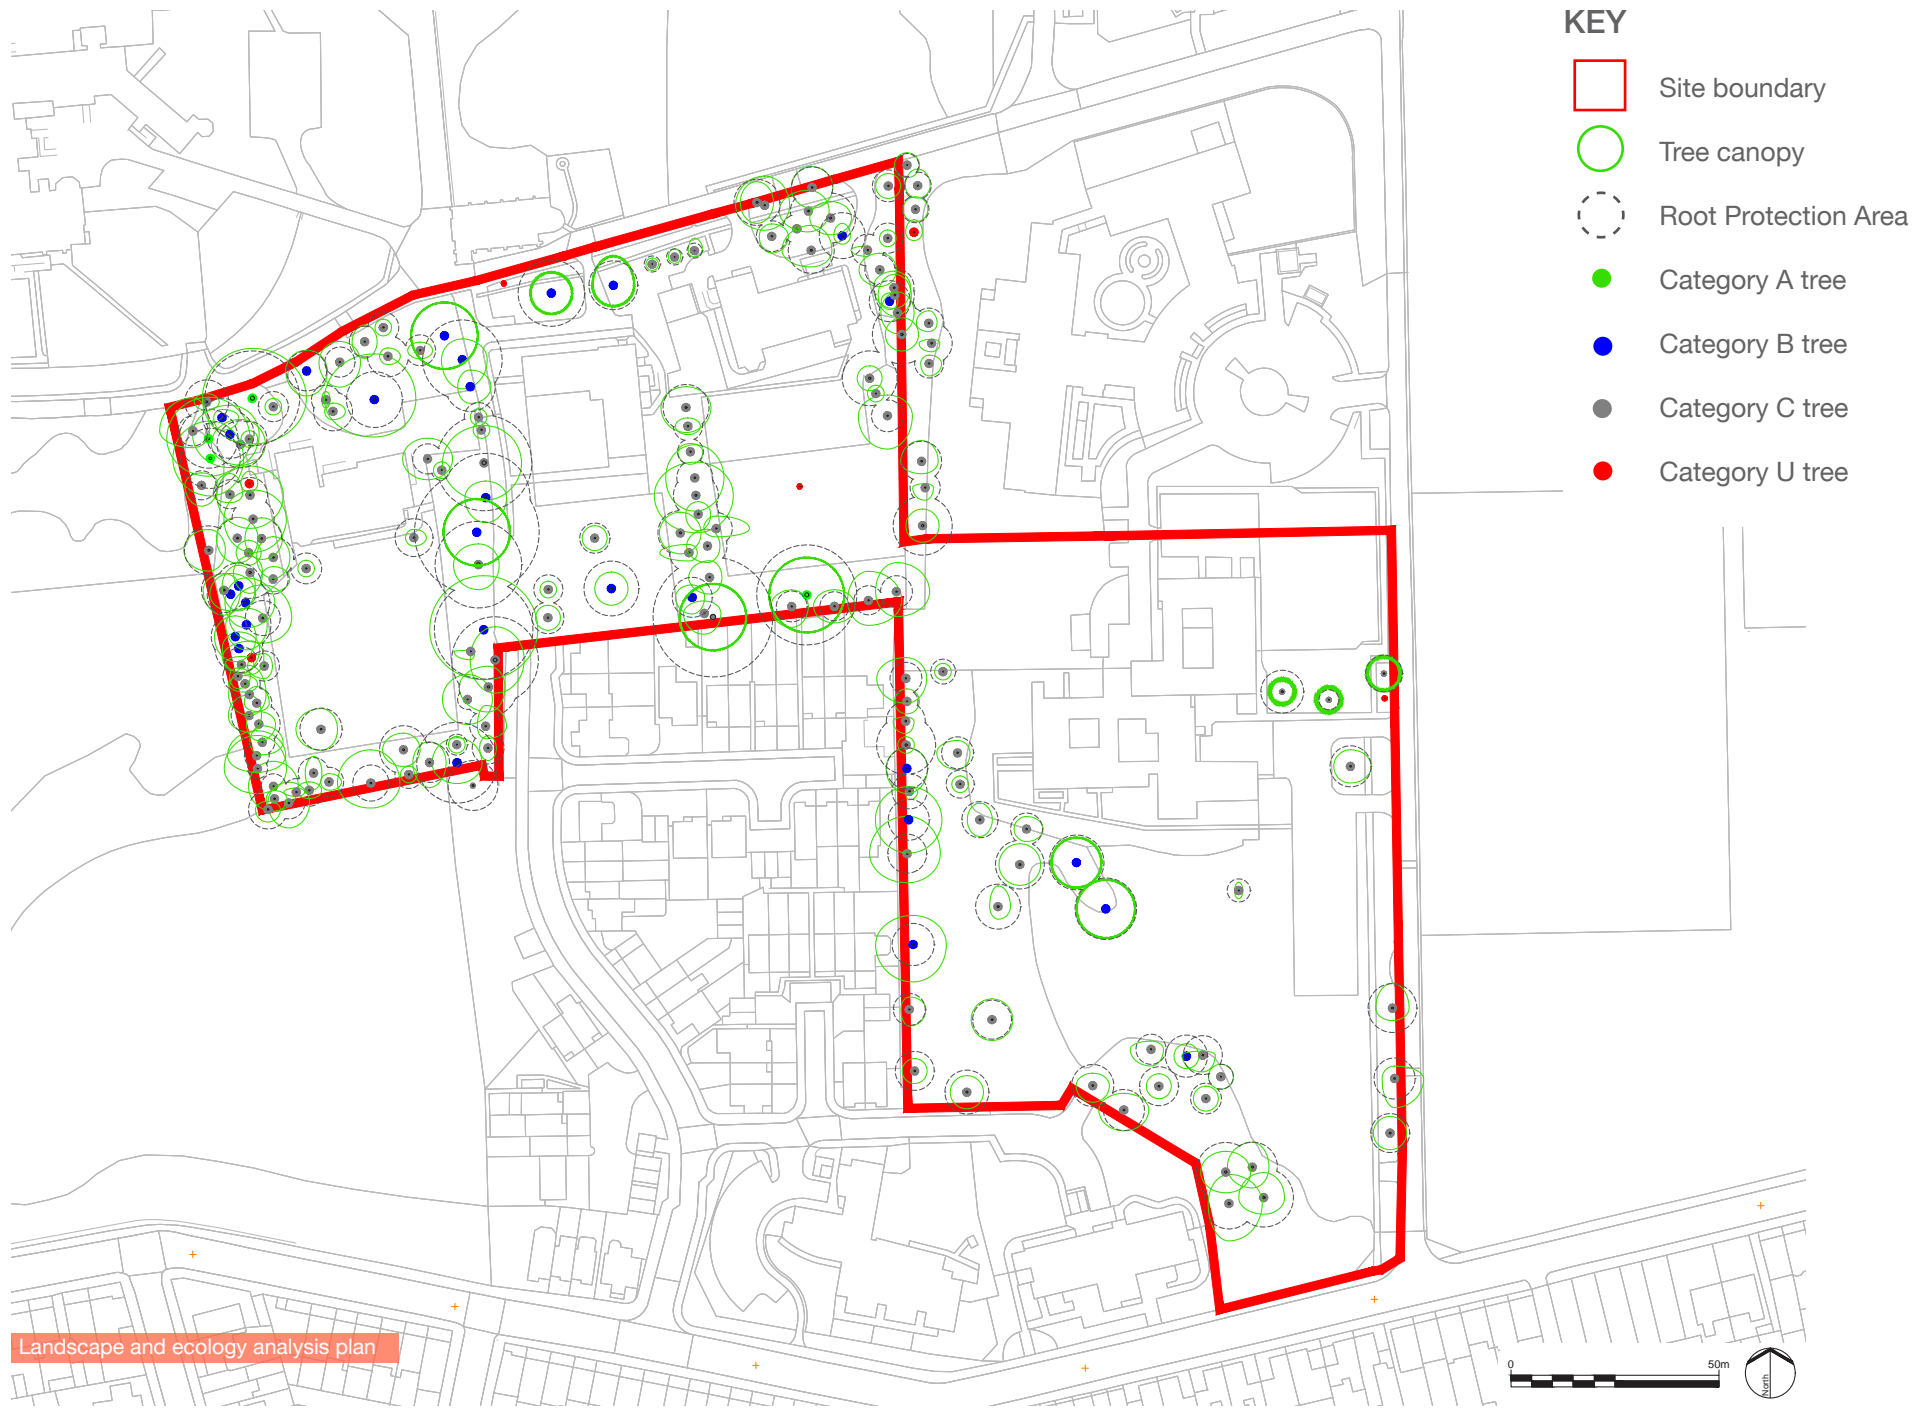 KEY
Site boundary
Tree canopy
Root Protection Area
Category A tree
Category B tree
Category C tree
Category U tree
Landscape and ecology analysis plan
0 50m
North